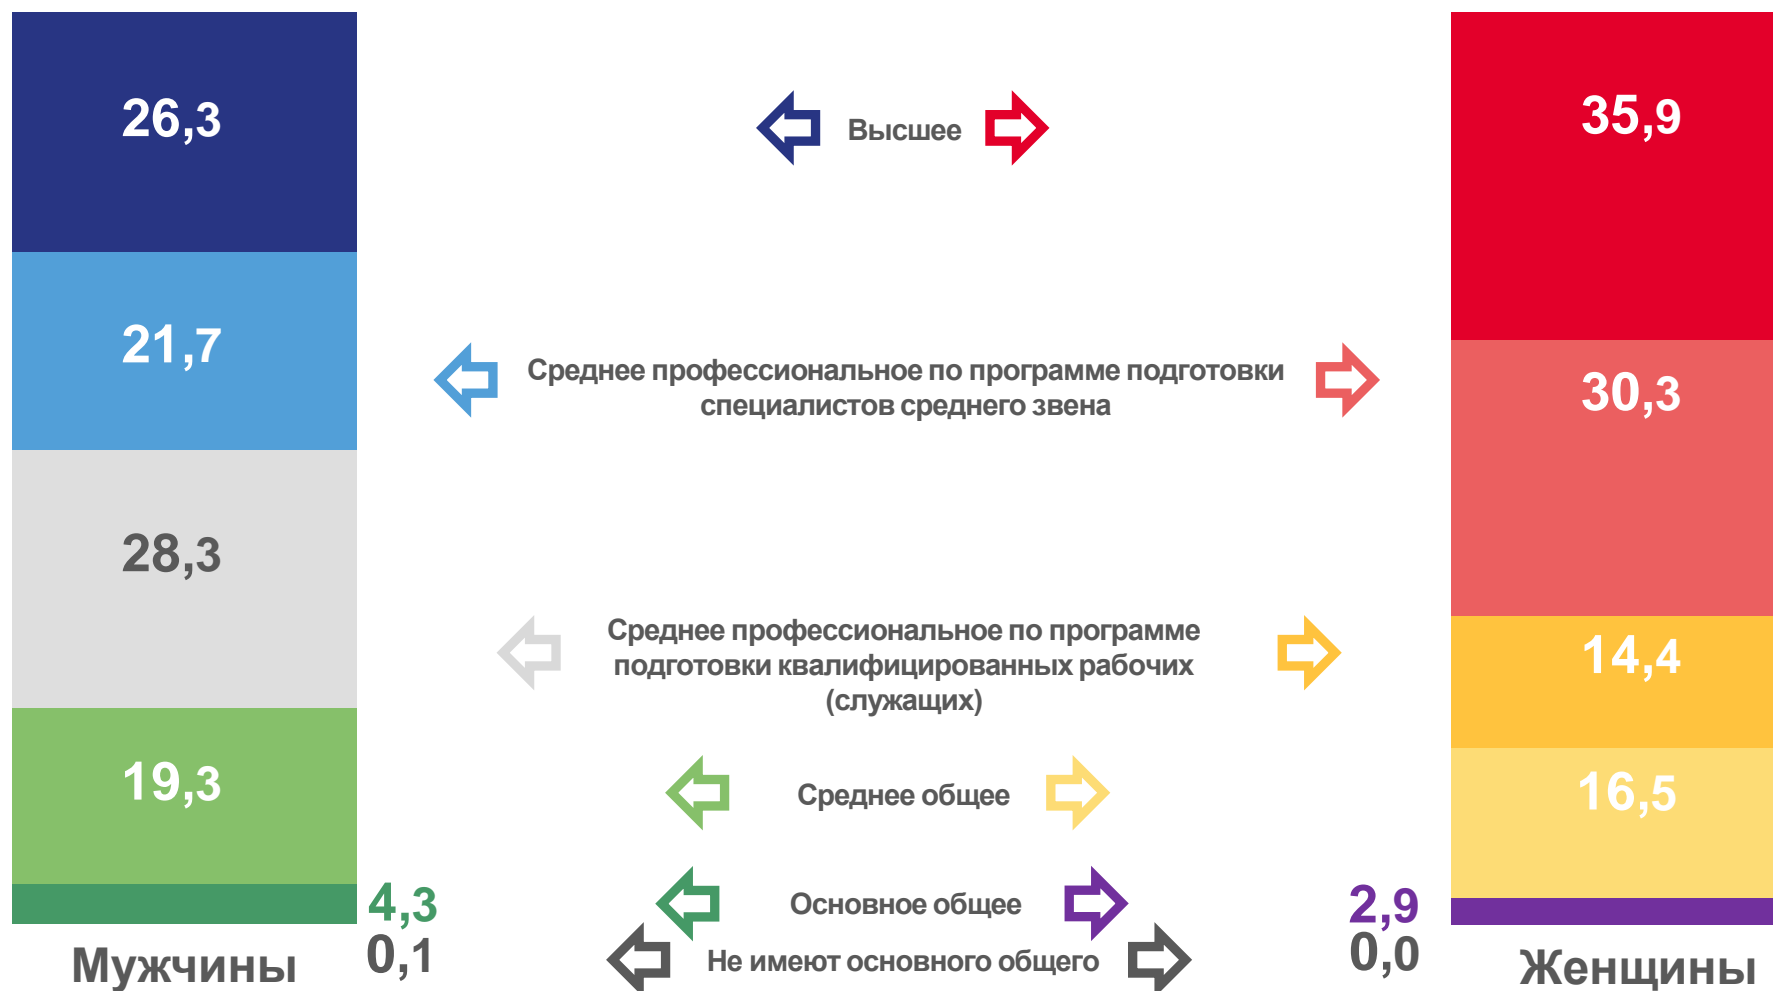 26,3
Высшее
35,9
21,7
Среднее профессиональное по программе подготовки
специалистов среднего звена
30,3
28,3
Среднее профессиональное по программе
подготовки квалифицированных рабочих
(служащих)
14,4
19,3
Среднее общее
16,5
4,3
Основное общее
2,9
0,1
Не имеют основного общего
0,0
Мужчины
Женщины